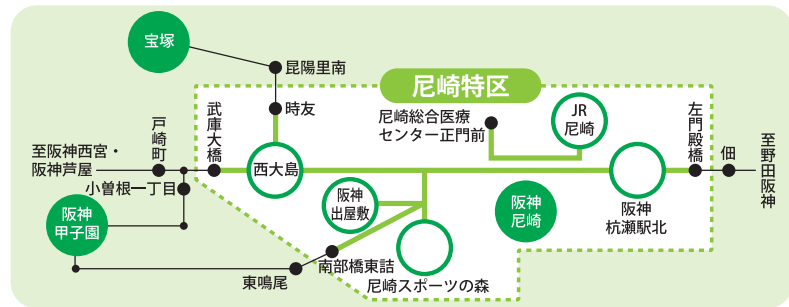 宝塚
昆陽里南
尼崎特区
時友
武庫大橋
尼崎総合医療
センター正門前
JR
尼崎
左門殿橋
戸崎町
至阪神西宮・
阪神芦屋
西大島
佃
至野田阪神
小曽根一丁目
阪神
出屋敷
阪神
尼崎
阪神
杭瀬駅北
阪神
甲子園
南部橋東詰
東鳴尾
尼崎スポーツの森